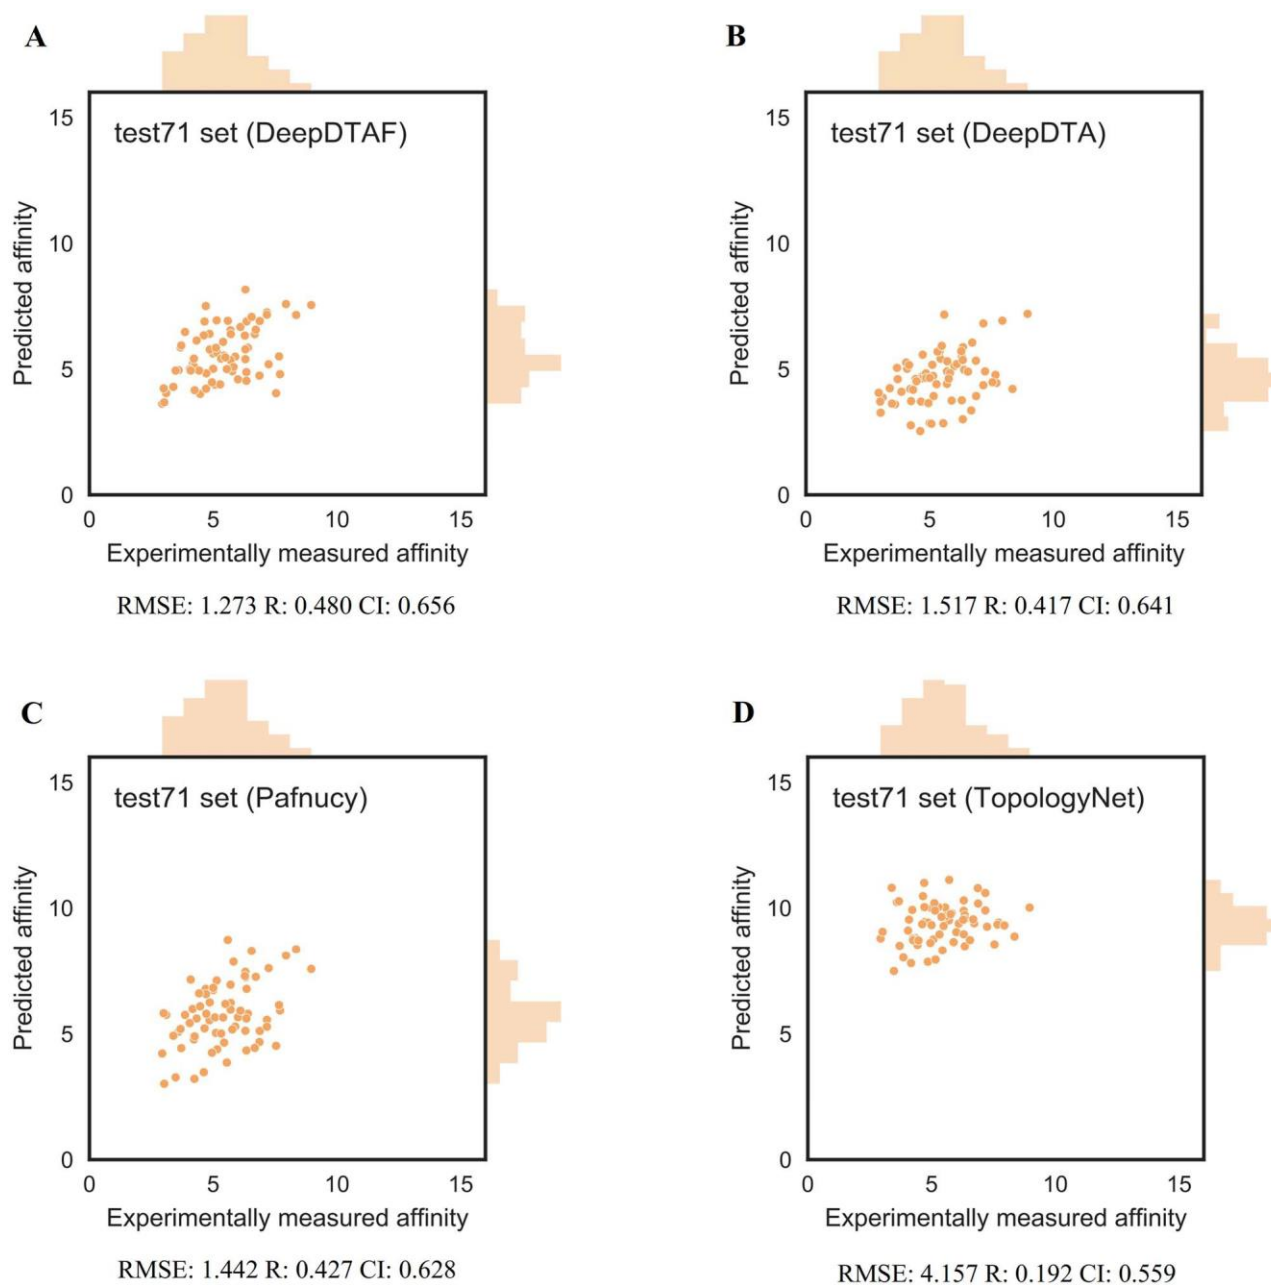 A
test71 set (DeepDTAF)
Predicted affinity
15
10
5
0
0 5 10 15
Experimentally measured affinity
RMSE: 1.273 R: 0.480 CI: 0.656
B
test71 set (DeepDTA)
Predicted affinity
15
10
5
0
0 5 10 15
Experimentally measured affinity
RMSE: 1.517 R: 0.417 CI: 0.641
C
test71 set (Pafnucy)
Predicted affinity
15
10
5
0
0 5 10 15
Experimentally measured affinity
RMSE: 1.442 R: 0.427 CI: 0.628
D
test71 set (TopologyNet)
Predicted affinity
15
10
5
0
0 5 10 15
Experimentally measured affinity
RMSE: 4.157 R: 0.192 CI: 0.559